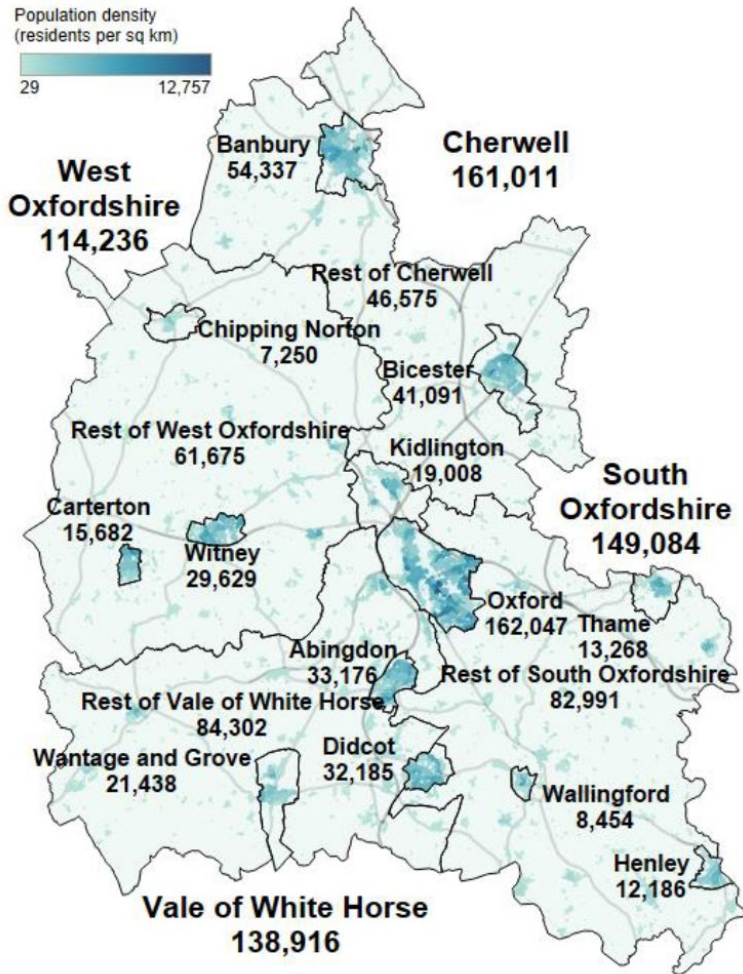 Population density
(residents per sq km)
29
12,757
Banbury
54,337
Cherwell
161,011
West
Oxfordshire
114,236
Rest of Cherwell
46,575
Chipping Norton
7,250
Bicester
41,091
Rest of West Oxfordshire
61,675
Kidlington
19,008
South
Oxfordshire
149,084
Carterton
15,682
Witney
29,629
Oxford
162,047
Thame
13,268
Abingdon
33,176
Rest of South Oxfordshire
82,991
Rest of Vale of White Horse
84,302
Wantage and Grove
21,438
Didcot
32,185
Wallingford
8,454
Henley
12,186
Vale of White Horse
138,916